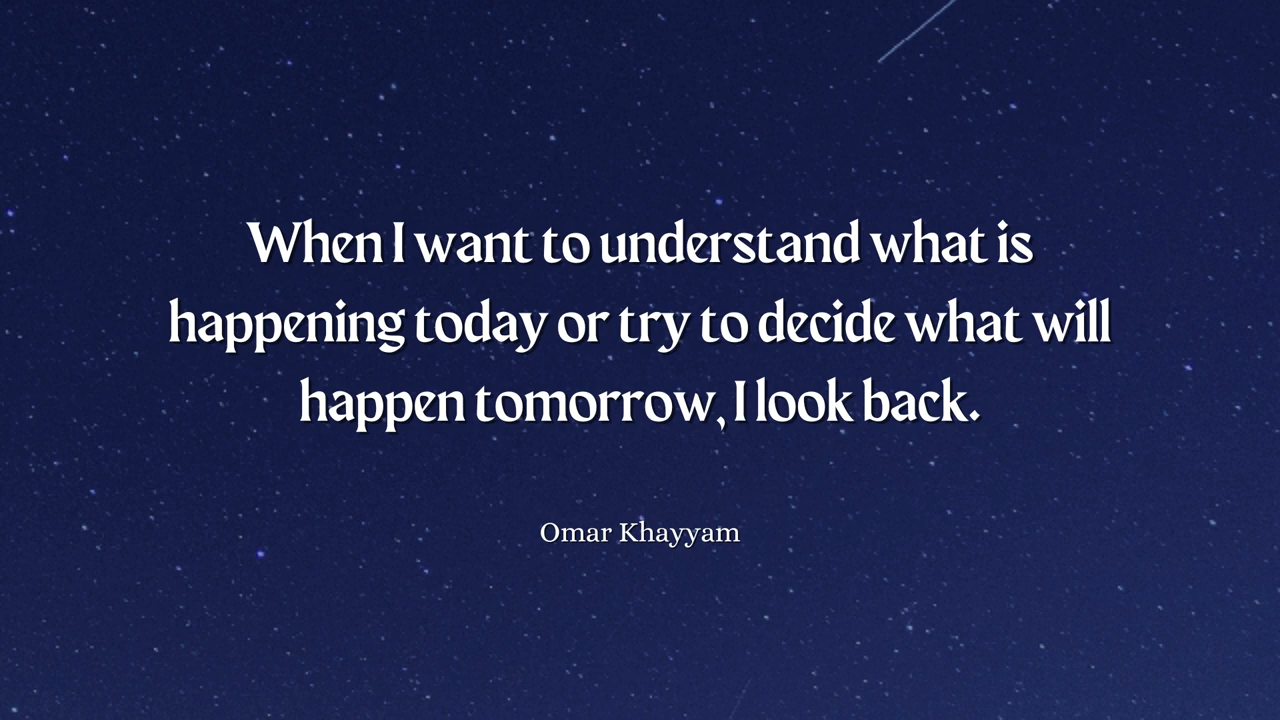 When I want to understand what is
happening today or try to decide what will
happen tomorrow, I look back.
Omar Khayyam